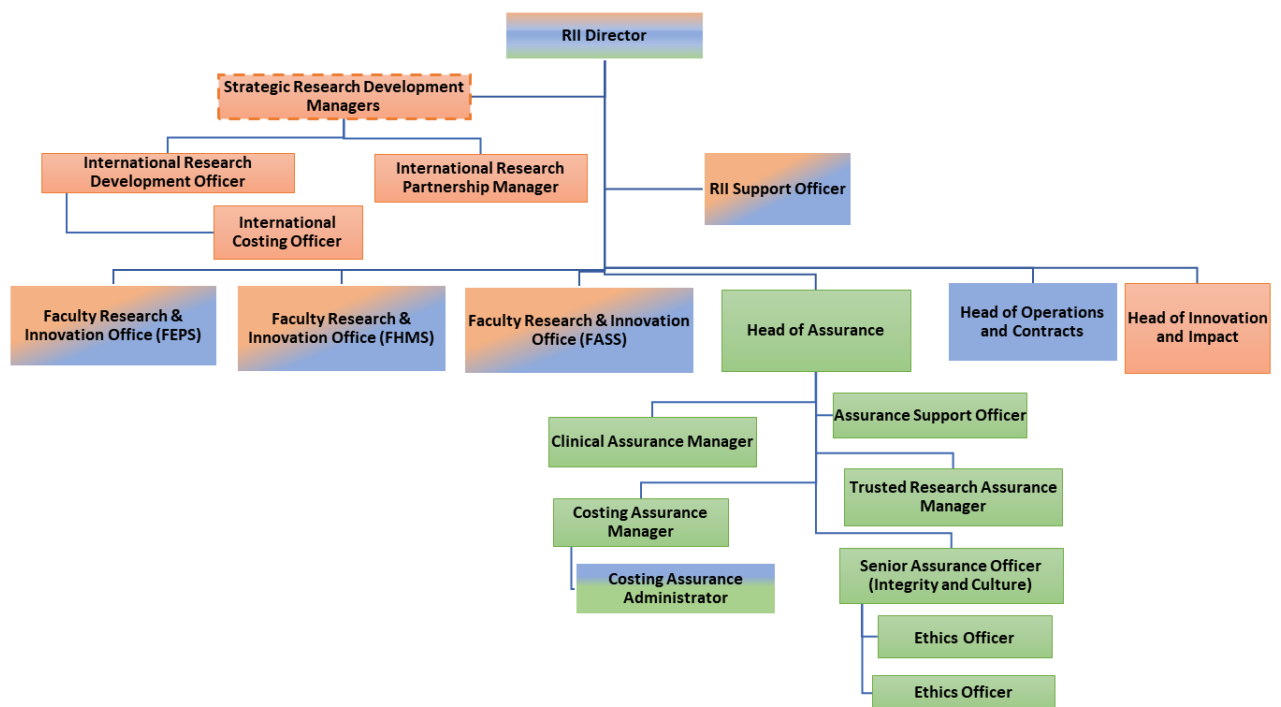 RII Director
Strategic Research Development
Managers
International Research
Development Officer
International Research
Partnership Manager
RII Support Officer
International
Costing Officer
Faculty Research &
Innovation Office (FEPS)
Faculty Research &
Innovation Office (FHMS)
Faculty Research & Innovation
Office (FASS)
Head of Assurance
Head of Operations
and Contracts
Head of Innovation
and Impact
Assurance Support Officer
Clinical Assurance Manager
Trusted Research Assurance
Manager
Costing Assurance
Manager
Costing Assurance
Administrator
Senior Assurance Officer
(Integrity and Culture)
Ethics Officer
Ethics Officer